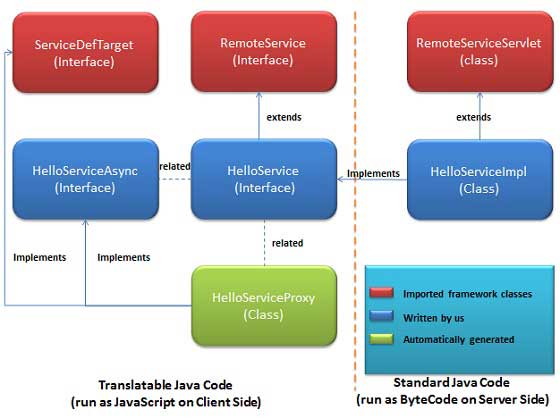 ServiceDefTarget
(Interface)
RemoteService
(Interface)
RemoteServiceServlet
(class)
extends
extends
HelloServiceAsync
(Interface)
related
HelloService
(Interface)
Implements
HelloServiceImpl
(Class)
related
Implements
Implements
HelloServiceProxy
(Class)
Imported framework classes
Written by us
Automatically generated
Translatable Java Code
(run as JavaScript on Client Side)
Standard Java Code
(run as ByteCode on Server Side)